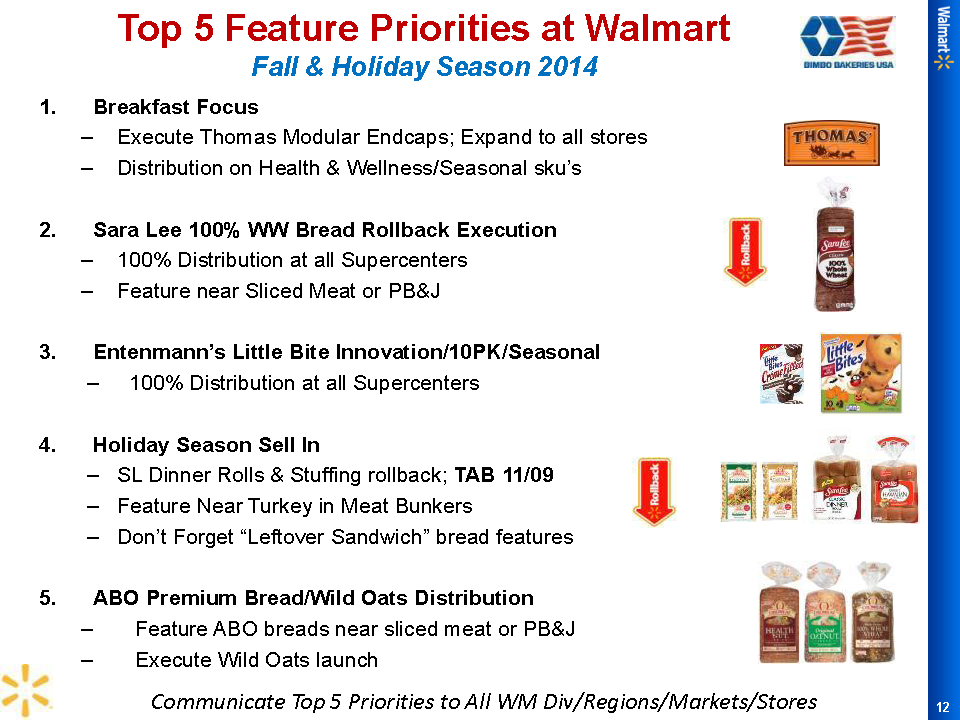 Top 5 Feature Priorities at Walmart
Fall & Holiday Season 2014
BIMBO BAKERIES USA
Walmart
1. Breakfast Focus
– Execute Thomas Modular Endcaps; Expand to all stores
– Distribution on Health & Wellness/Seasonal sku's
THOMAS'
2. Sara Lee 100% WW Bread Rollback Execution
– 100% Distribution at all Supercenters
– Feature near Sliced Meat or PB&J
Rollback
Sara Lee
100%
Whole
Wheat
3. Entenmann's Little Bite Innovation/10PK/Seasonal
– 100% Distribution at all Supercenters
Little
Bites
Creme Filled
Little
Bites
10
4. Holiday Season Sell In
– SL Dinner Rolls & Stuffing rollback; TAB 11/09
– Feature Near Turkey in Meat Bunkers
– Don't Forget “Leftover Sandwich” bread features
Rollback
Sara Lee
CLASSIC
DINNER
Sara Lee
HAWAIIAN
5. ABO Premium Bread/Wild Oats Distribution
– Feature ABO breads near sliced meat or PB&J
– Execute Wild Oats launch
HEALTH
NUT
Original
OATNUT
100% WHOLE
WHEAT
Communicate Top 5 Priorities to All WM Div/Regions/Markets/Stores
12